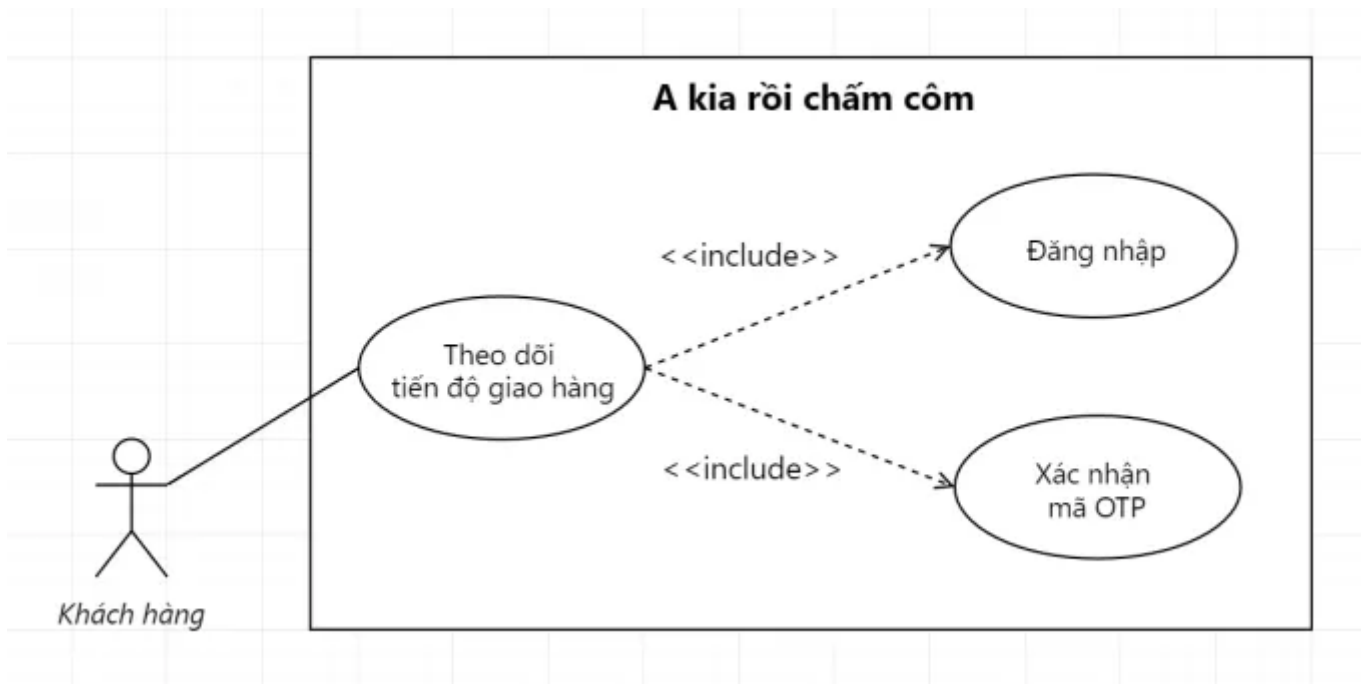 A kia rồi chấm côm
<<include>>
Đăng nhập
Theo dõi
tiến độ giao hàng
<<include>>
Xác nhận
mã OTP
Khách hàng